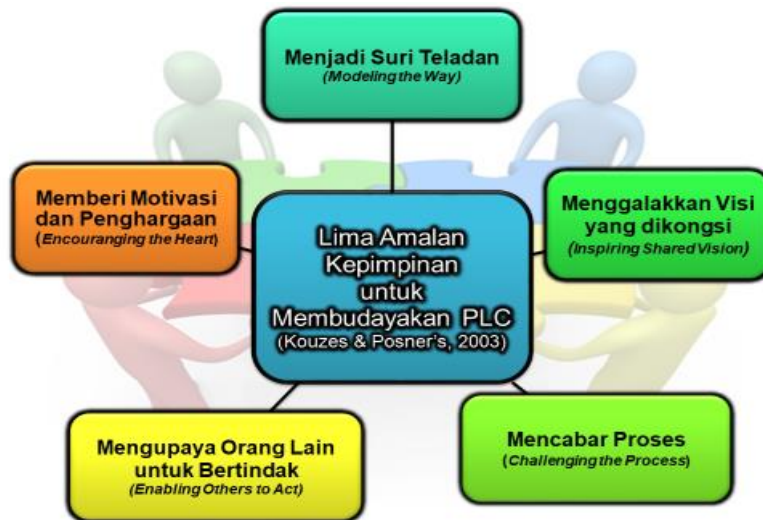 Menjadi Suri Teladan
(Modeling the Way)
Memberi Motivasi
dan Penghargaan
(Encouranging the Heart)
Menggalakkan Visi
yang dikongsi
(Inspiring Shared Vision)
Lima Amalan
Kepimpinan
untuk
Membudayakan PLC
(Kouzes & Posner's, 2003)
Mengupaya Orang Lain
untuk Bertindak
(Enabling Others to Act)
Mencabar Proses
(Challenging the Process)